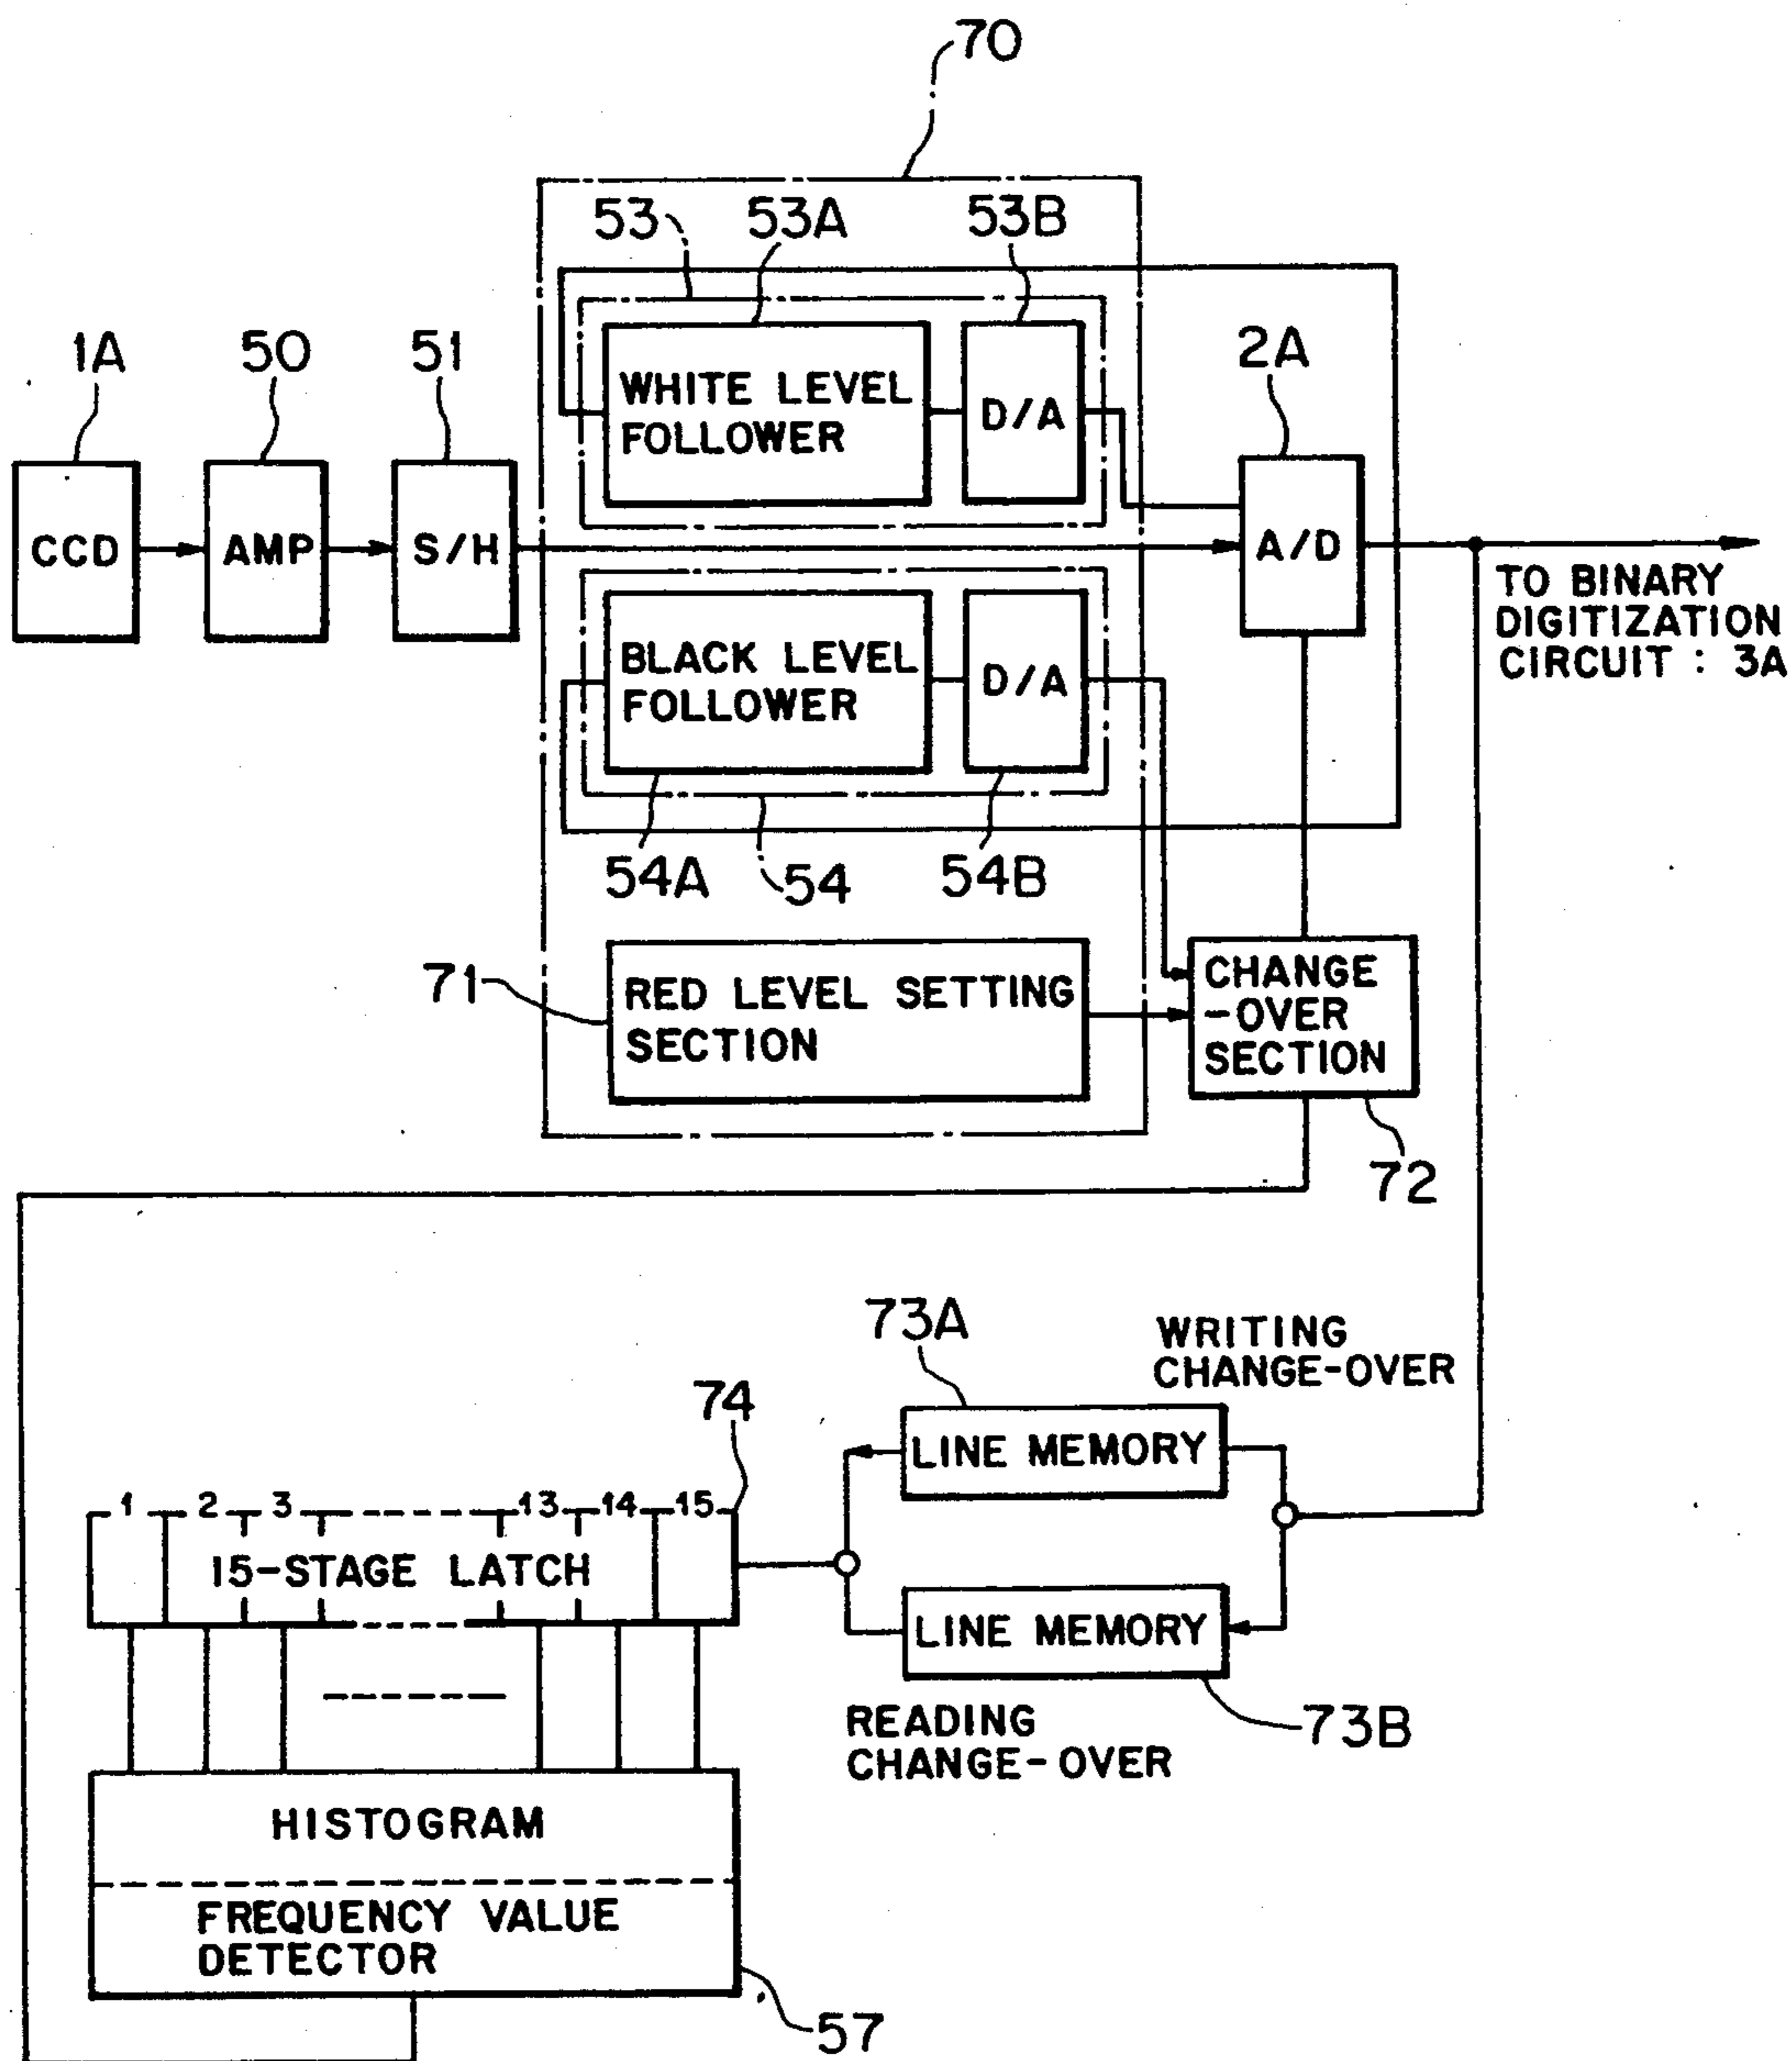 70
53
53A
53B
1A
50
51
2A
WHITE LEVEL
FOLLOWER
D/A
CCD
AMP
S/H
A/D
TO BINARY
DIGITIZATION
CIRCUIT : 3A
BLACK LEVEL
FOLLOWER
D/A
54A
54
54B
71
RED LEVEL SETTING
SECTION
CHANGE
-OVER
SECTION
72
73A
WRITING
CHANGE-OVER
74
LINE MEMORY
1 2 3 13 14 15
15-STAGE LATCH
LINE MEMORY
READING
CHANGE-OVER
73B
HISTOGRAM
FREQUENCY VALUE
DETECTOR
57